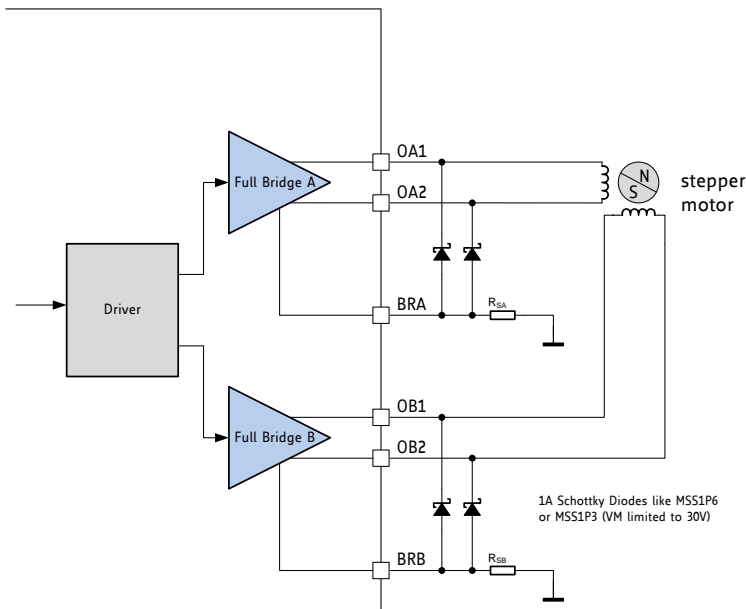 Full Bridge A
OA1
OA2
N
S
stepper
motor
Driver
BRA
RSA
Full Bridge B
OB1
OB2
1A Schottky Diodes like MSS1P6
or MSS1P3 (VM limited to 30V)
BRB
RSB